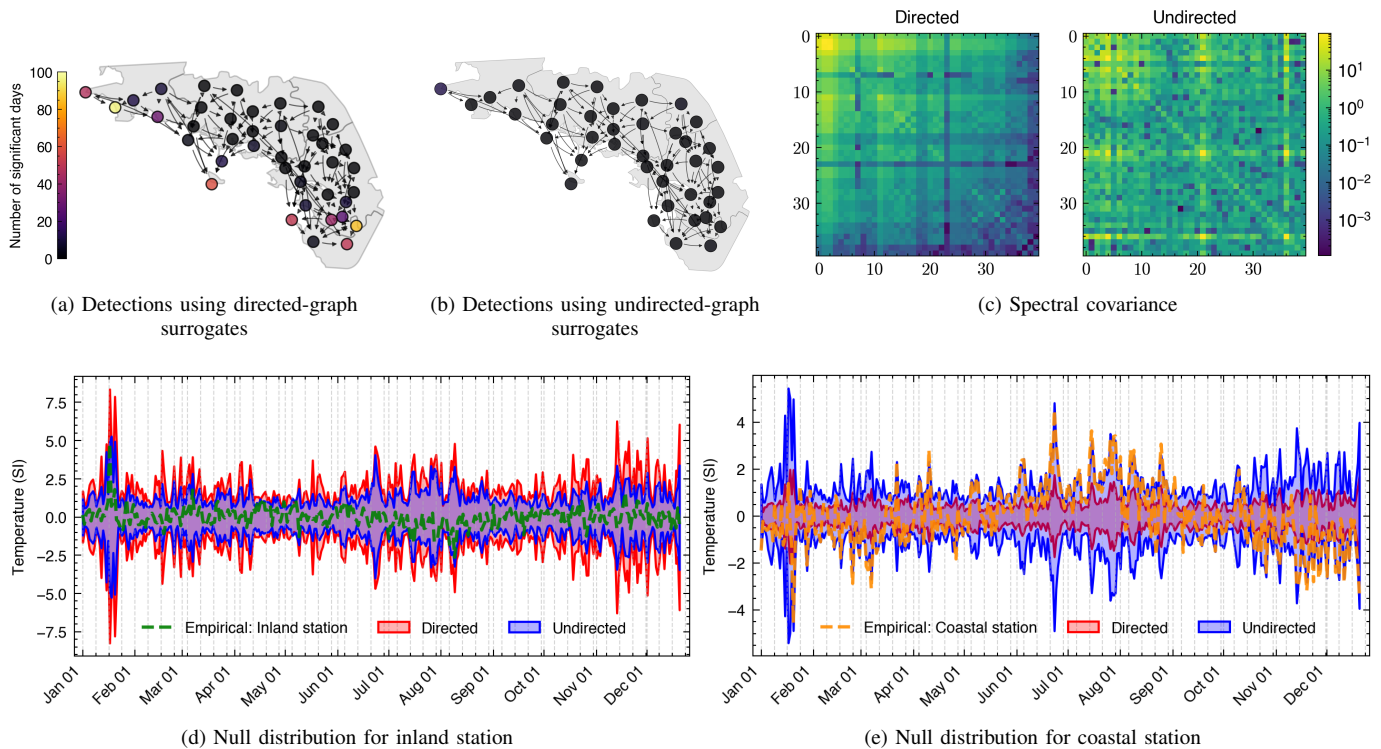 Directed
Undirected
Number of significant days
100
80
60
40
20
0
0
10
20
30
0
10
20
30
0
10
20
30
10^1
10^0
10^-1
10^-2
10^-3
(a) Detections using directed-graph
surrogates
(b) Detections using undirected-graph
surrogates
(c) Spectral covariance
Temperature (SI)
7.5
5.0
2.5
0.0
−2.5
−5.0
−7.5
Empirical: Inland station
Directed
Undirected
Jan 01
Feb 01
Mar 01
Apr 01
May 01
Jun 01
Jul 01
Aug 01
Sep 01
Oct 01
Nov 01
Dec 01
(d) Null distribution for inland station
Temperature (SI)
4
2
0
−2
−4
Empirical: Coastal station
Directed
Undirected
Jan 01
Feb 01
Mar 01
Apr 01
May 01
Jun 01
Jul 01
Aug 01
Sep 01
Oct 01
Nov 01
Dec 01
(e) Null distribution for coastal station